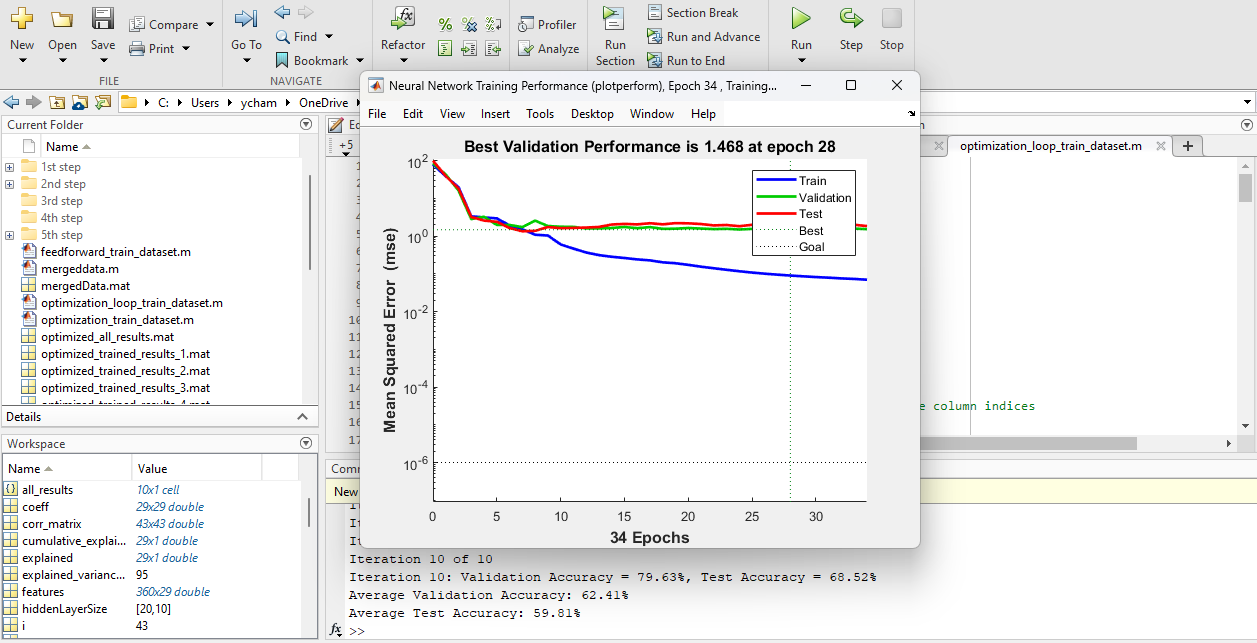 New
Open
Save
Compare
Print
FILE
Go To
Find
Bookmark
NAVIGATE
Refactor
Profiler
Analyze
Run
Section
Section Break
Run and Advance
Run to End
Run
Step
Stop
C: Users ycham OneDrive
Current Folder
Name
1st step
2nd step
3rd step
4th step
5th step
feedforward_train_dataset.m
mergeddata.m
mergedData.mat
optimization_loop_train_dataset.m
optimization_train_dataset.m
optimized_all_results.mat
optimized_trained_results_1.mat
optimized_trained_results_2.mat
optimized_trained_results_3.mat
Details
Workspace
Name Value
all_results 10x1 cell
coeff 29x29 double
corr_matrix 43x43 double
cumulative_explai... 29x1 double
explained 29x1 double
explained_varianc... 95
features 360x29 double
hiddenLayerSize [20,10]
i 43
+5
optimization_loop_train_dataset.m
e column indices
Neural Network Training Performance (plotperform), Epoch 34 , Training...
File Edit View Insert Tools Desktop Window Help
Best Validation Performance is 1.468 at epoch 28
Mean Squared Error (mse)
10^2
10^0
10^-2
10^-4
10^-6
Train
Validation
Test
Best
Goal
0 5 10 15 20 25 30
34 Epochs
New
Iteration 10 of 10
Iteration 10: Validation Accuracy = 79.63%, Test Accuracy = 68.52%
Average Validation Accuracy: 62.41%
Average Test Accuracy: 59.81%
fx >>